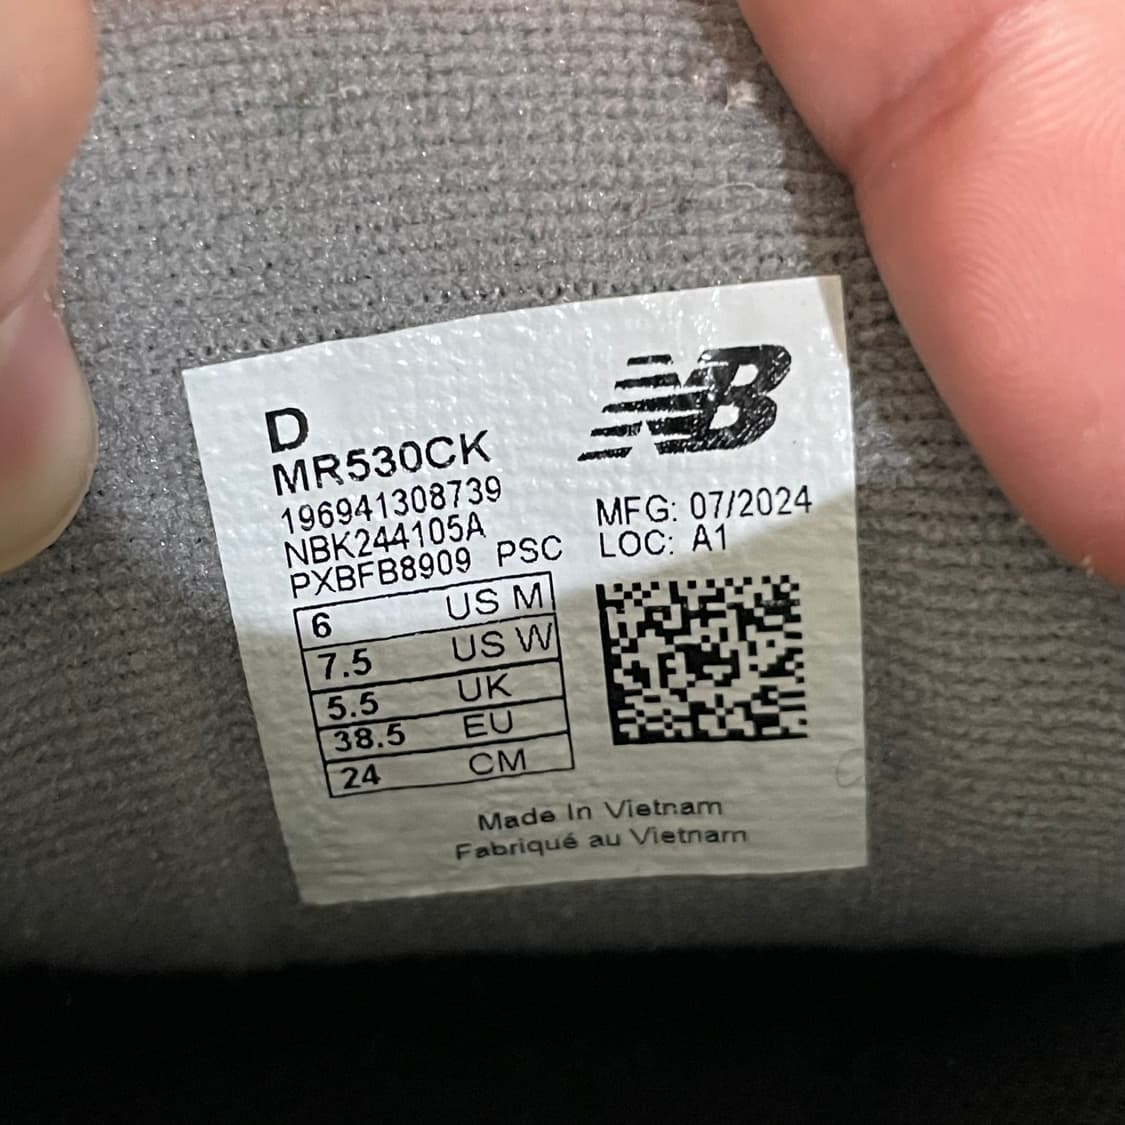 D
MR530CK
196941308739
NBK244105A
PXBFB8909 PSC
6 US M
7.5 US W
5.5 UK
38.5 EU
24 CM
NB
MFG: 07/2024
LOC: A1
Made In Vietnam
Fabriqué au Vietnam